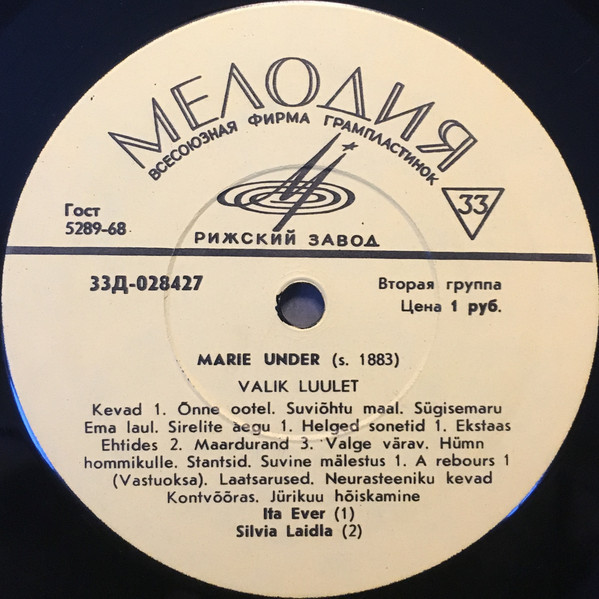 МЕЛОДИЯ
ВСЕСОЮЗНАЯ ФИРМА ГРАМПЛАСТИНОК
33
Гост
5289-68
РИЖСКИЙ ЗАВОД
33Д-028427
Вторая группа
Цена 1 руб.
MARIE UNDER (s. 1883)
VALIK LUULET
Kevad 1. Õnne ootel. Suviõhtu maal. Sügisemaru
Ema laul. Sirelite aegu 1. Helged sonetid 1. Ekstaas
Ehtides 2. Maardurand 3. Valge värav. Hümn
hommikulle. Stantsid. Suvine mälestus 1. A rebours 1
(Vastuoksa). Laatsarused. Neurasteeniku kevad
Kontvõõras. Jürikuu hõiskamine
Ita Ever (1)
Silvia Laidla (2)